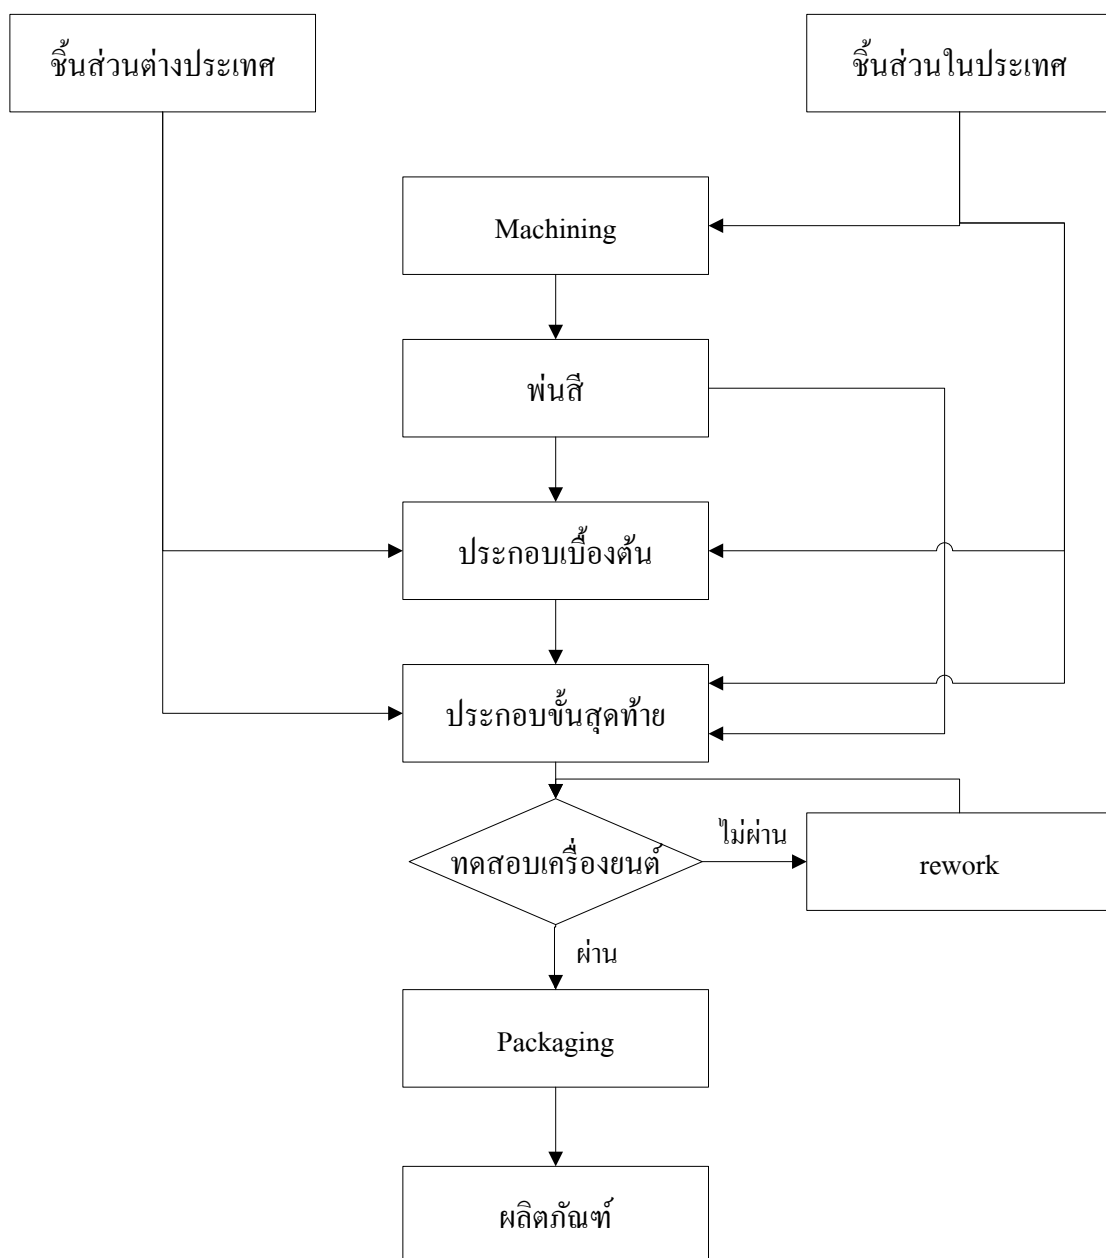 ชิ้นส่วนต่างประเทศ
ชิ้นส่วนในประเทศ
Machining
พ่นสี
ประกอบเบื้องต้น
ประกอบขั้นสุดท้าย
ทดสอบเครื่องยนต์
ไม่ผ่าน
rework
ผ่าน
Packaging
ผลิตภัณฑ์